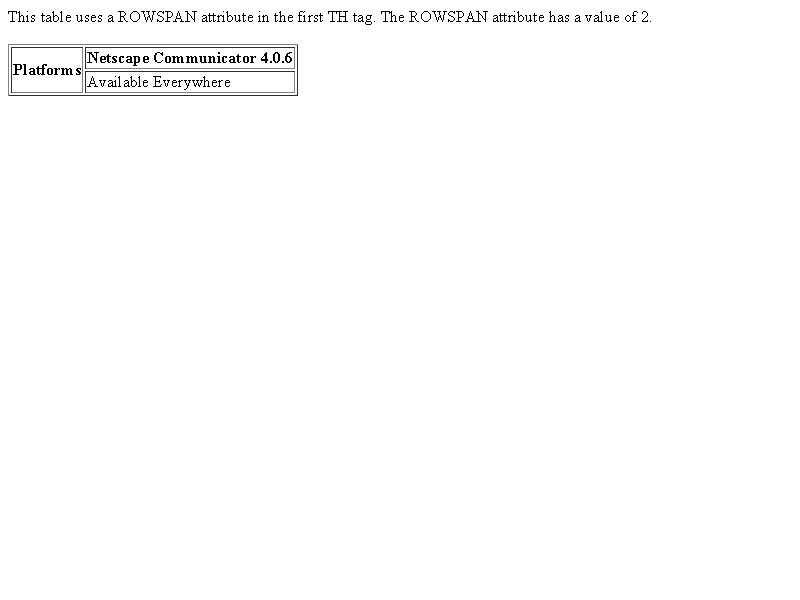 This table uses a ROWSPAN attribute in the first TH tag. The ROWSPAN attribute has a value of 2.
Platforms
Netscape Communicator 4.0.6
Available Everywhere